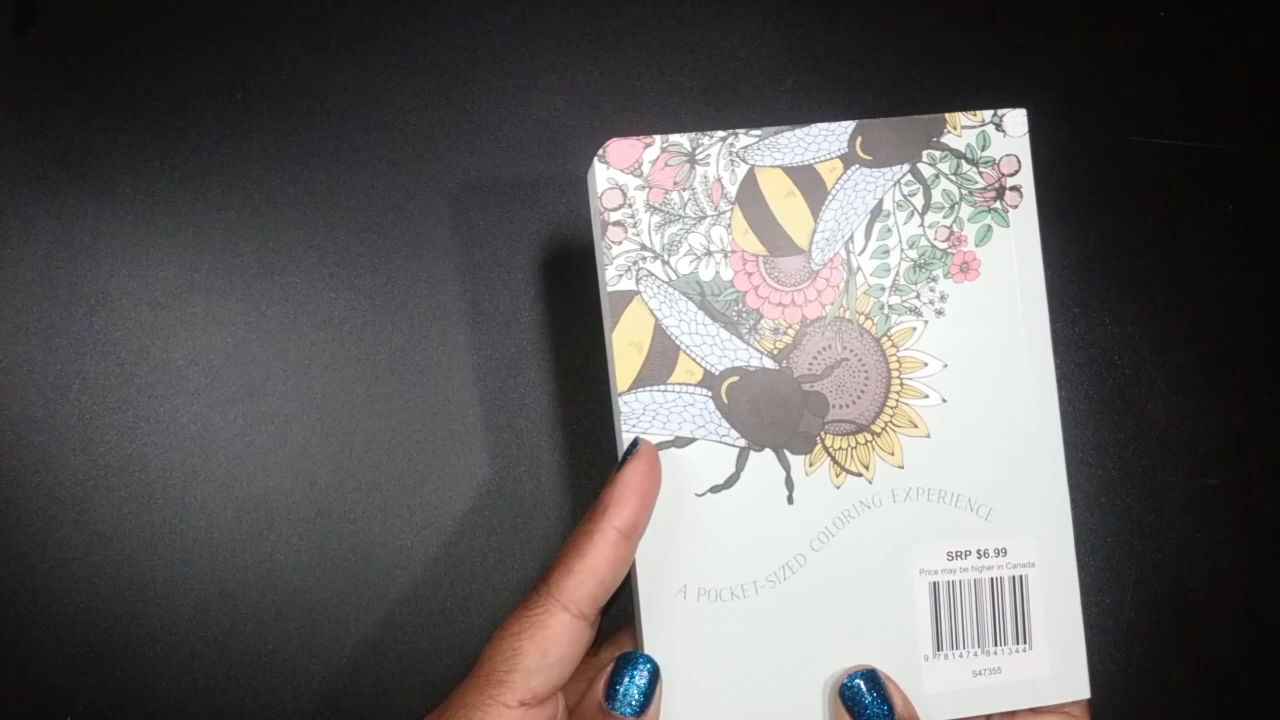 A POCKET-SIZED COLORING EXPERIENCE
SRP $6.99
Price may be higher in Canada
9 781474 841344
S47355